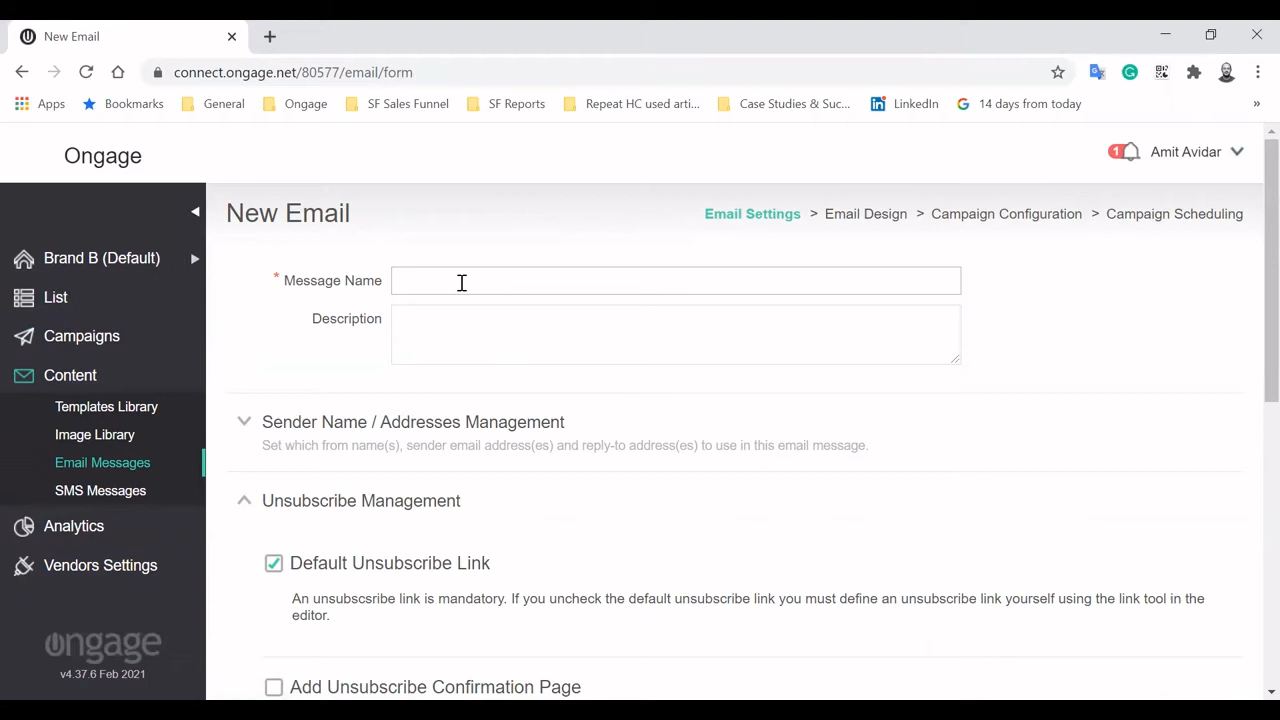 New Email
connect.ongage.net/80577/email/form
Apps
Bookmarks
General
Ongage
SF Sales Funnel
SF Reports
Repeat HC used arti...
Case Studies & Suc...
LinkedIn
14 days from today
»
Ongage
1
Amit Avidar
New Email
Email Settings > Email Design > Campaign Configuration > Campaign Scheduling
Brand B (Default)
List
Campaigns
Content
Templates Library
Image Library
Email Messages
SMS Messages
Analytics
Vendors Settings
ongage
v4.37.6 Feb 2021
* Message Name
Description
Sender Name / Addresses Management
Set which from name(s), sender email address(es) and reply-to address(es) to use in this email message.
Unsubscribe Management
Default Unsubscribe Link
An unsubscsribe link is mandatory. If you uncheck the default unsubscribe link you must define an unsubscribe link yourself using the link tool in the
editor.
Add Unsubscribe Confirmation Page